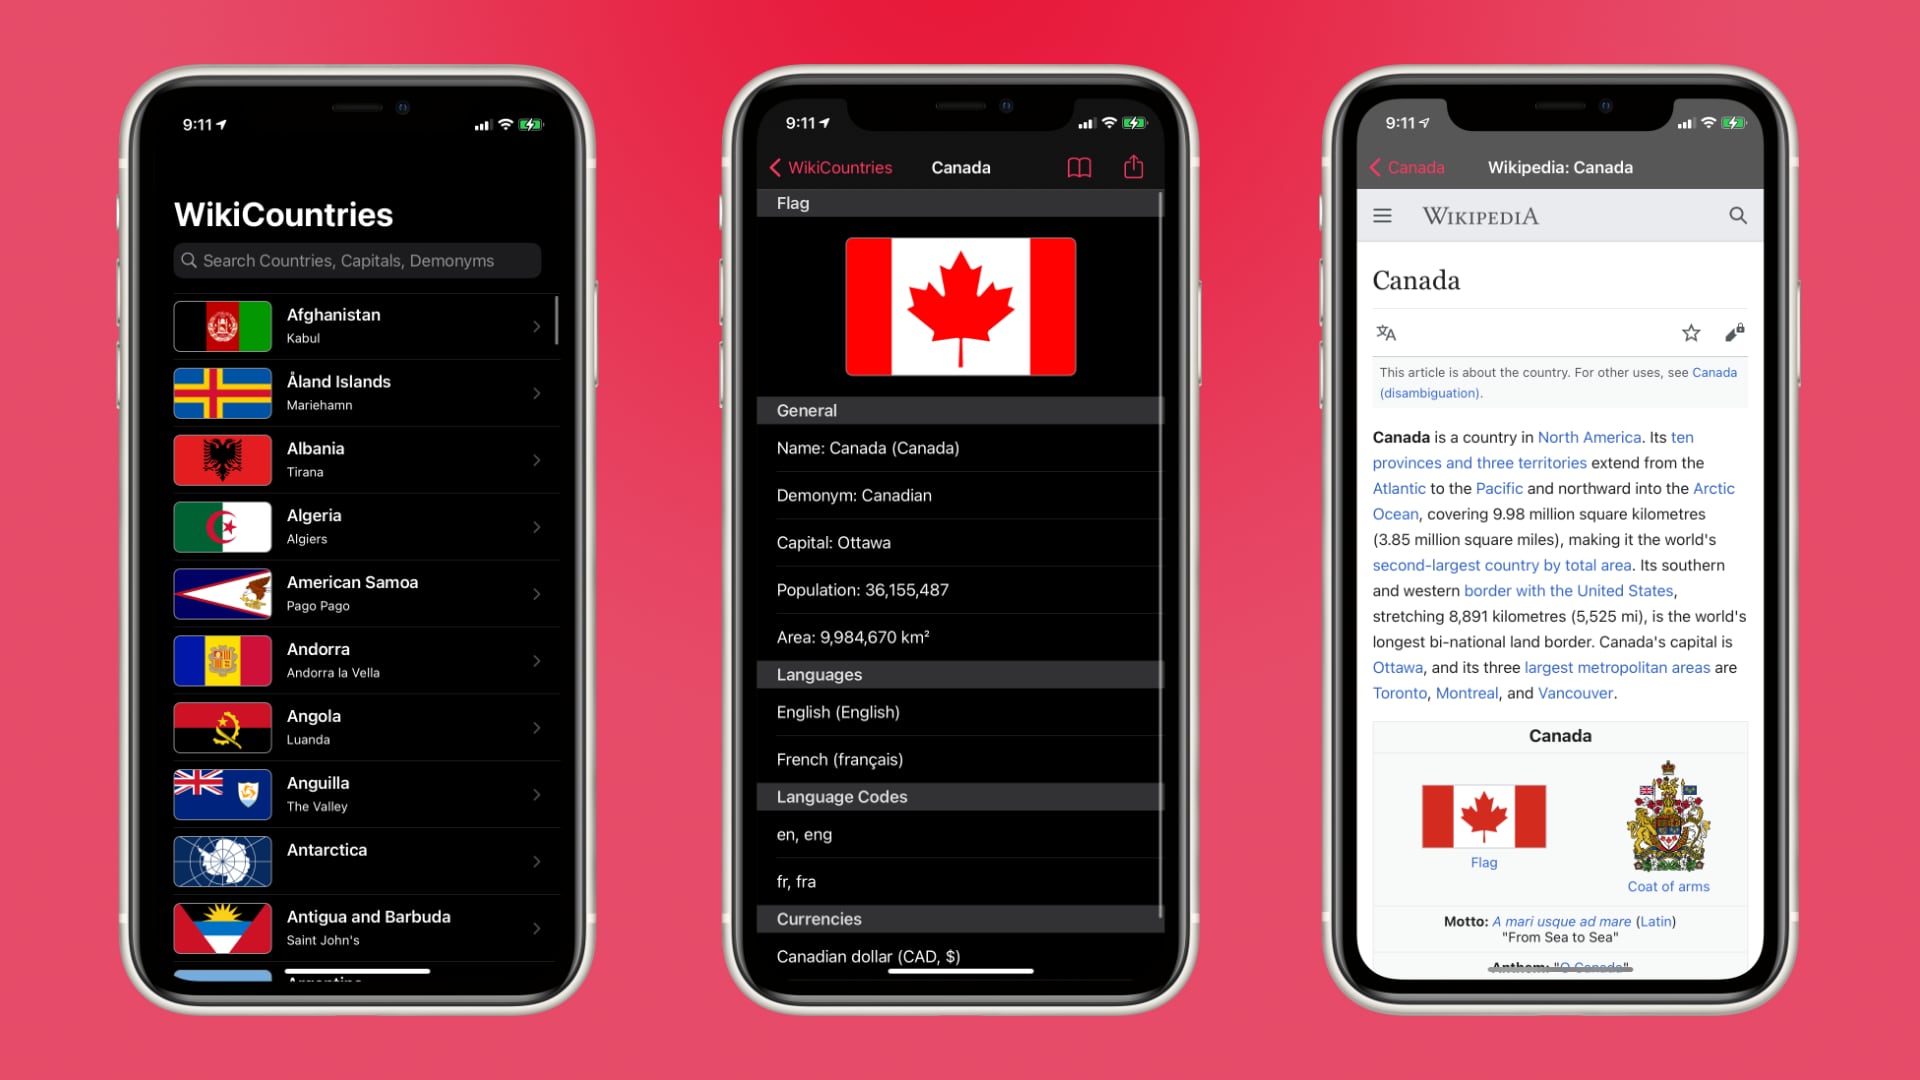 9:11
WikiCountries
Search Countries, Capitals, Demonyms
Afghanistan
Kabul
Åland Islands
Mariehamn
Albania
Tirana
Algeria
Algiers
American Samoa
Pago Pago
Andorra
Andorra la Vella
Angola
Luanda
Anguilla
The Valley
Antarctica
Antigua and Barbuda
Saint John's
Argentina
9:11
WikiCountries Canada
Flag
General
Name: Canada (Canada)
Demonym: Canadian
Capital: Ottawa
Population: 36,155,487
Area: 9,984,670 km²
Languages
English (English)
French (français)
Language Codes
en, eng
fr, fra
Currencies
Canadian dollar (CAD, $)
9:11
Canada Wikipedia: Canada
WIKIPEDIA
Canada
This article is about the country. For other uses, see Canada
(disambiguation).
Canada is a country in North America. Its ten
provinces and three territories extend from the
Atlantic to the Pacific and northward into the Arctic
Ocean, covering 9.98 million square kilometres
(3.85 million square miles), making it the world's
second-largest country by total area. Its southern
and western border with the United States,
stretching 8,891 kilometres (5,525 mi), is the world's
longest bi-national land border. Canada's capital is
Ottawa, and its three largest metropolitan areas are
Toronto, Montreal, and Vancouver.
Canada
Flag
Coat of arms
Motto: A mari usque ad mare (Latin)
"From Sea to Sea"
Anthem: "O Canada"